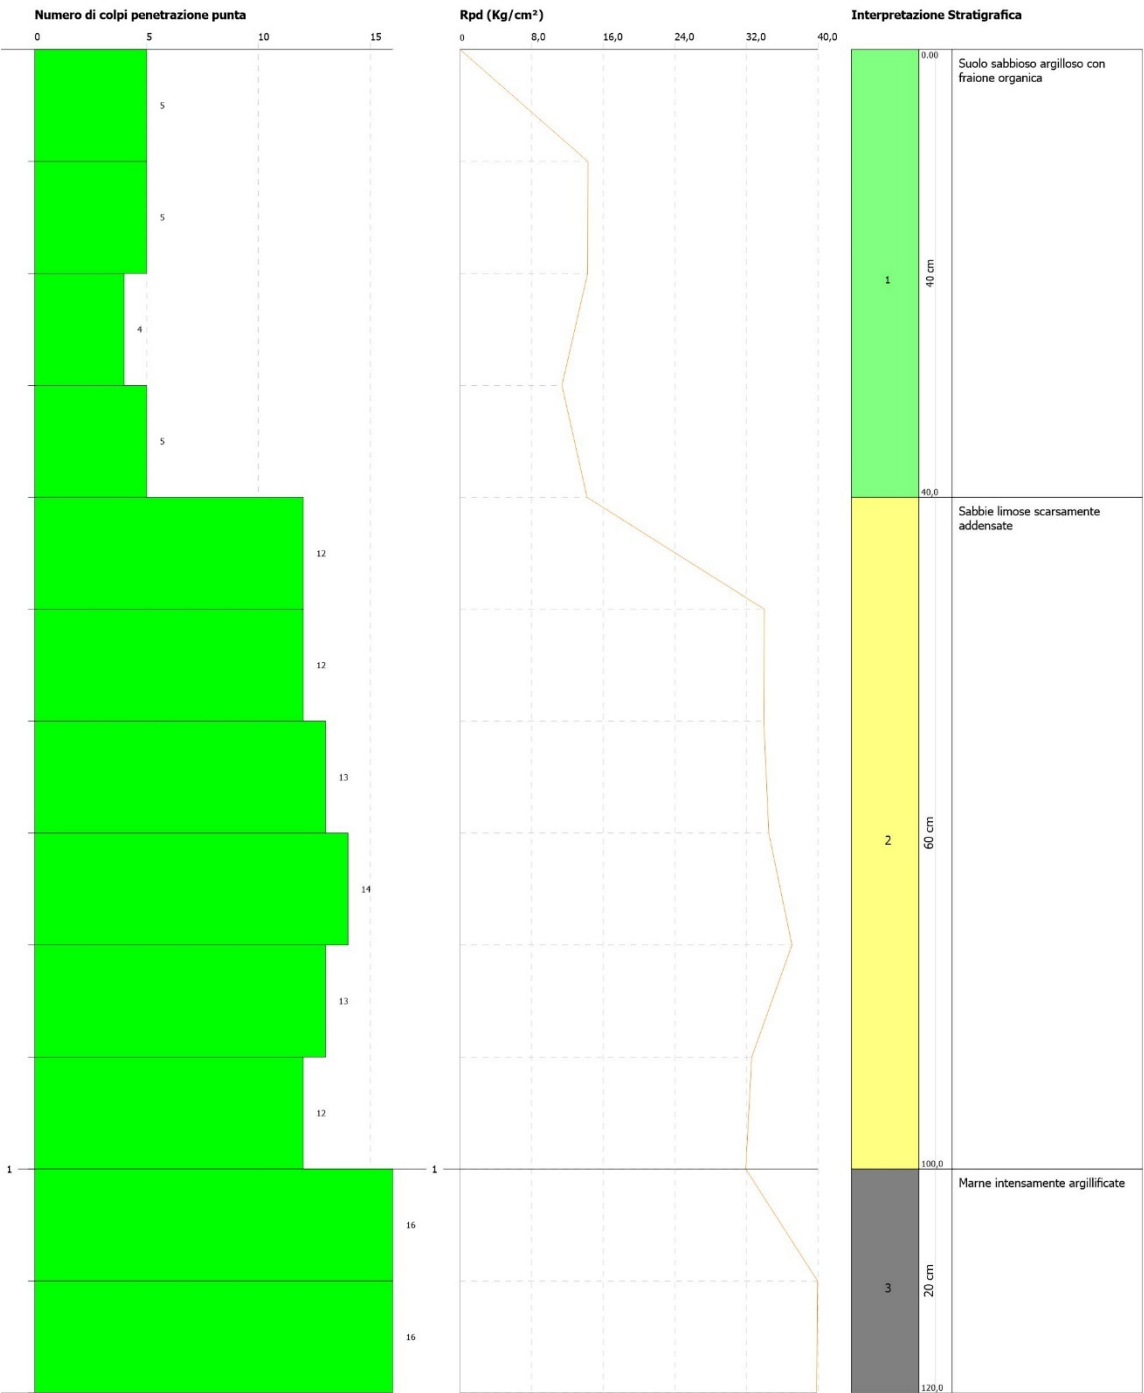 Numero di colpi penetrazione punta
0 5 10 15
5
5
4
5
12
12
13
14
13
12
1
16
16
Rpd (Kg/cm²)
0 8,0 16,0 24,0 32,0 40,0
1
Interpretazione Stratigrafica
0.00
1
40 cm
Suolo sabbioso argilloso con
fraione organica
40,0
2
60 cm
Sabbie limose scarsamente
addensate
100,0
3
20 cm
Marne intensamente argillificate
120,0